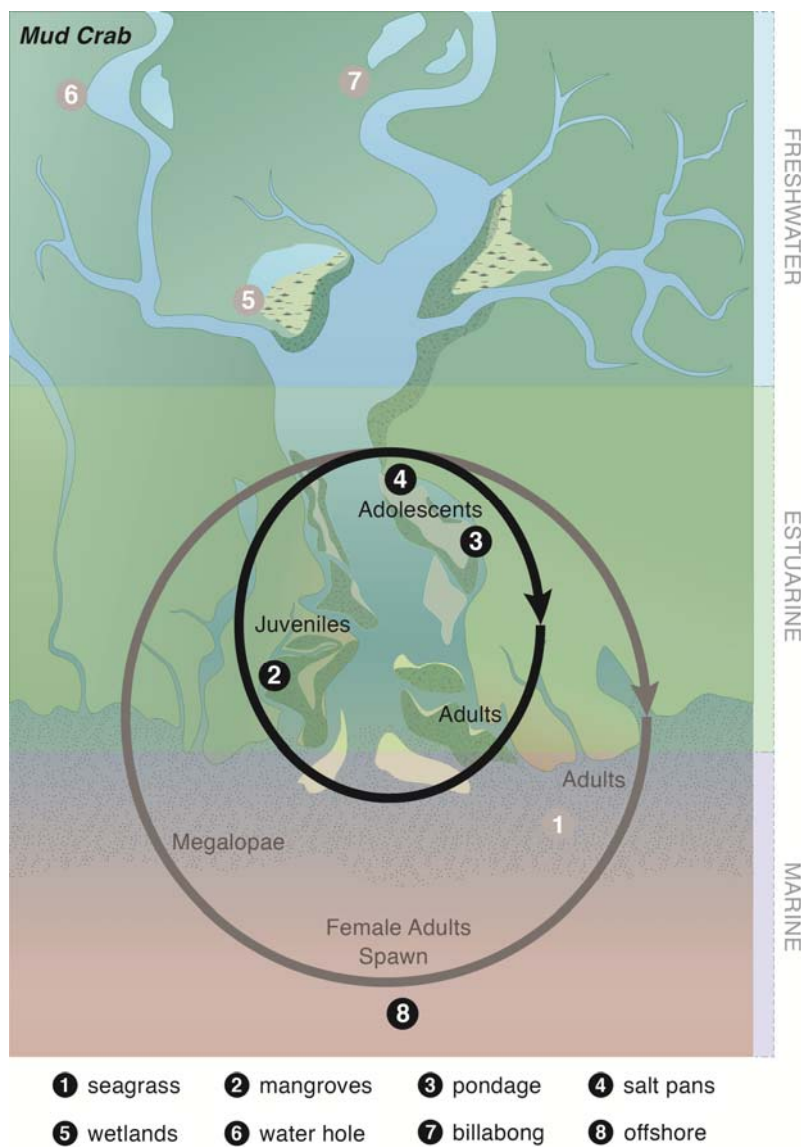 Mud Crab
6
7
5
FRESHWATER
4
Adolescents
3
ESTUARINE
Juveniles
2
Adults
Adults
1
Megalopae
MARINE
Female Adults
Spawn
8
1 seagrass 2 mangroves 3 pondage 4 salt pans
5 wetlands 6 water hole 7 billabong 8 offshore